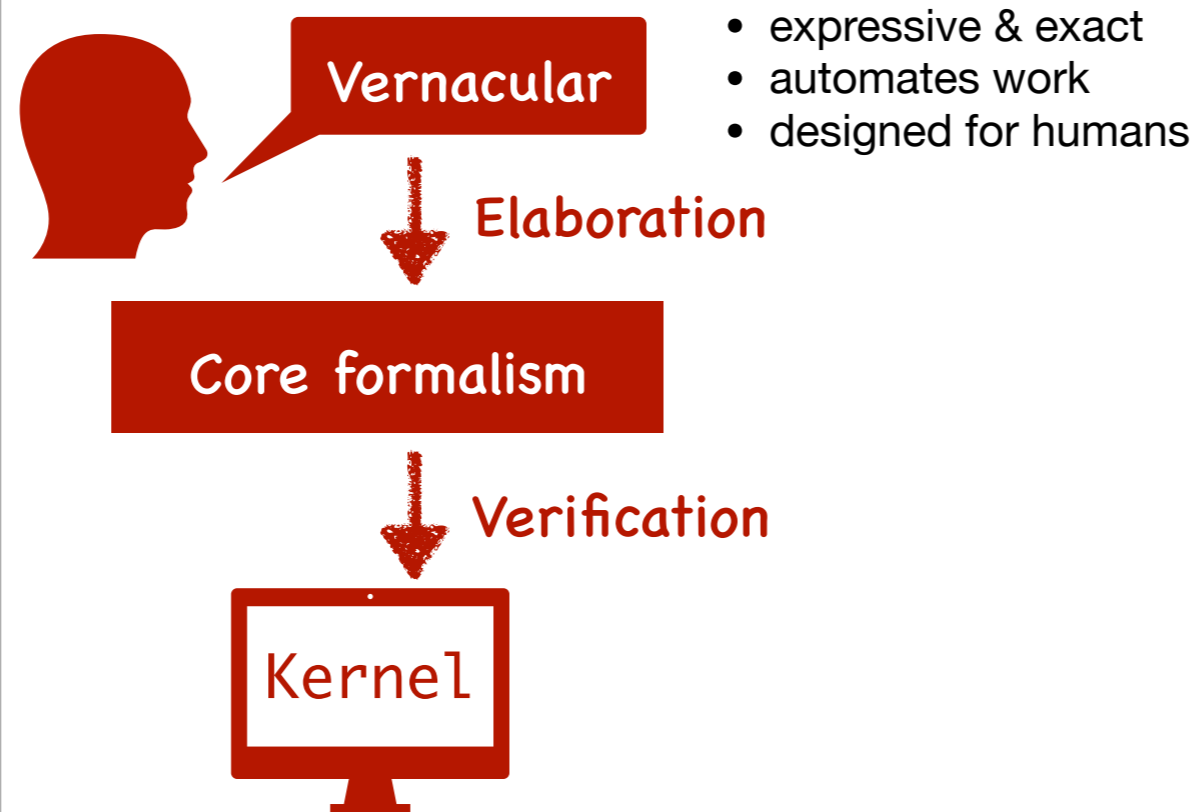 Vernacular
• expressive & exact
• automates work
• designed for humans
Elaboration
Core formalism
Verification
Kernel